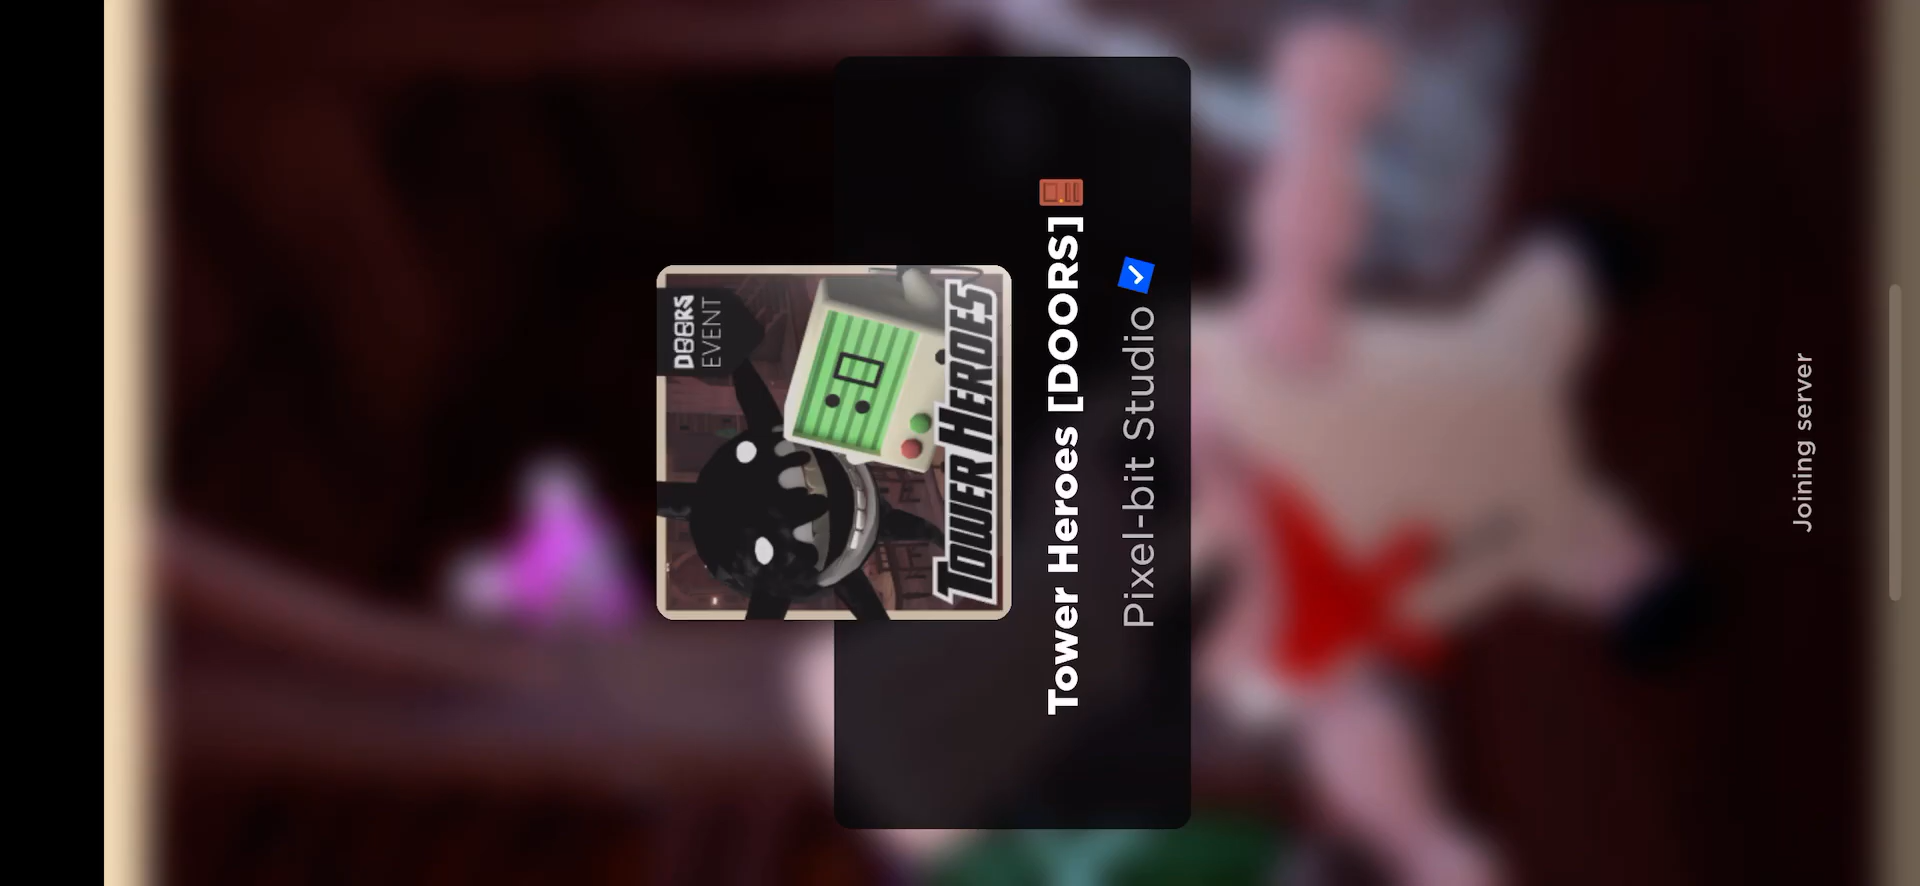 DOORS
EVENT
TOWER HEROES
Tower Heroes [DOORS]🚪
Pixel-bit Studio
Joining server